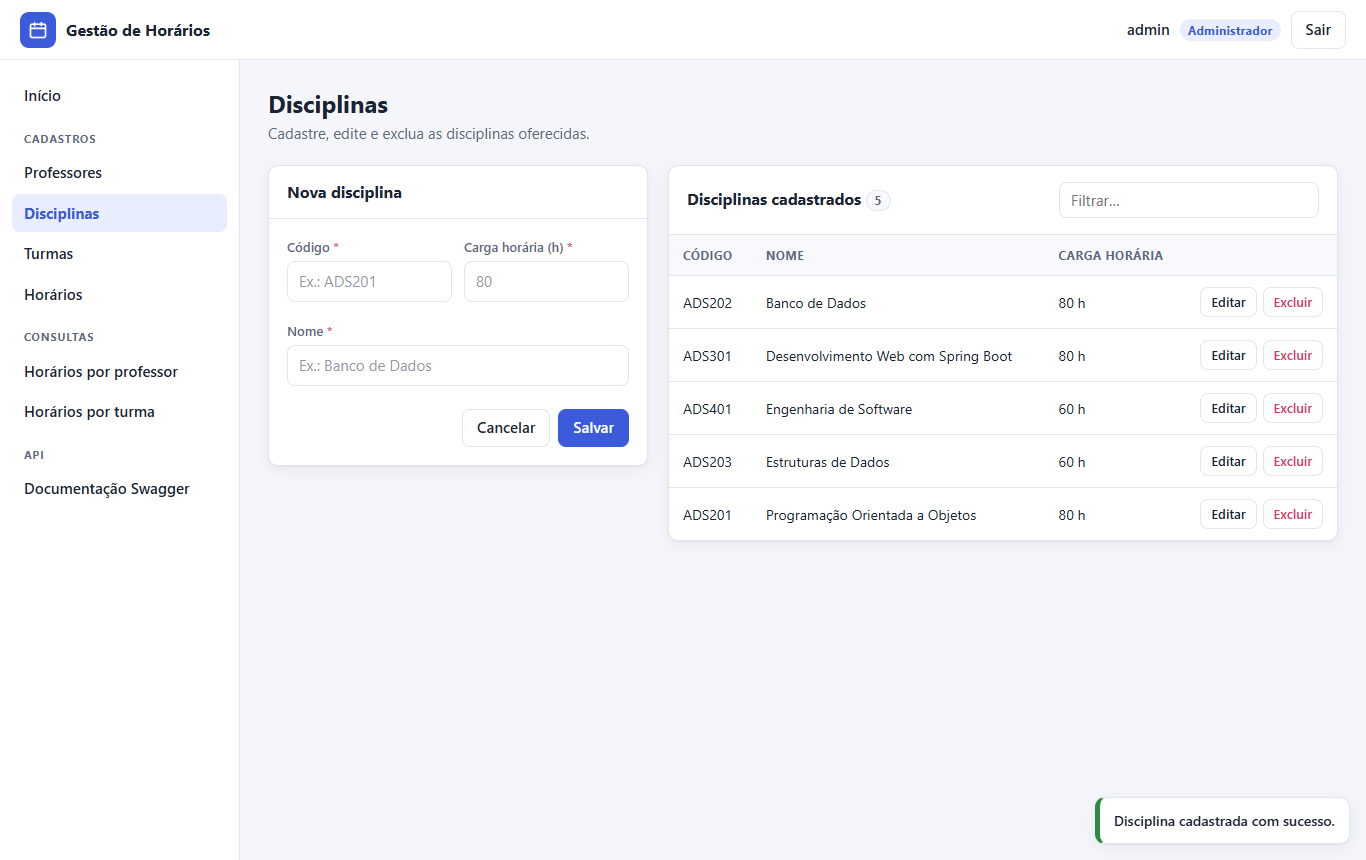 Gestão de Horários
admin Administrador Sair
Início
CADASTROS
Professores
Disciplinas
Turmas
Horários
CONSULTAS
Horários por professor
Horários por turma
API
Documentação Swagger
Disciplinas
Cadastre, edite e exclua as disciplinas oferecidas.
Nova disciplina
Código * Carga horária (h) *
Ex.: ADS201 80
Nome *
Ex.: Banco de Dados
Cancelar Salvar
Disciplinas cadastrados 5 Filtrar...
CÓDIGO NOME CARGA HORÁRIA
ADS202 Banco de Dados 80 h Editar Excluir
ADS301 Desenvolvimento Web com Spring Boot 80 h Editar Excluir
ADS401 Engenharia de Software 60 h Editar Excluir
ADS203 Estruturas de Dados 60 h Editar Excluir
ADS201 Programação Orientada a Objetos 80 h Editar Excluir
Disciplina cadastrada com sucesso.